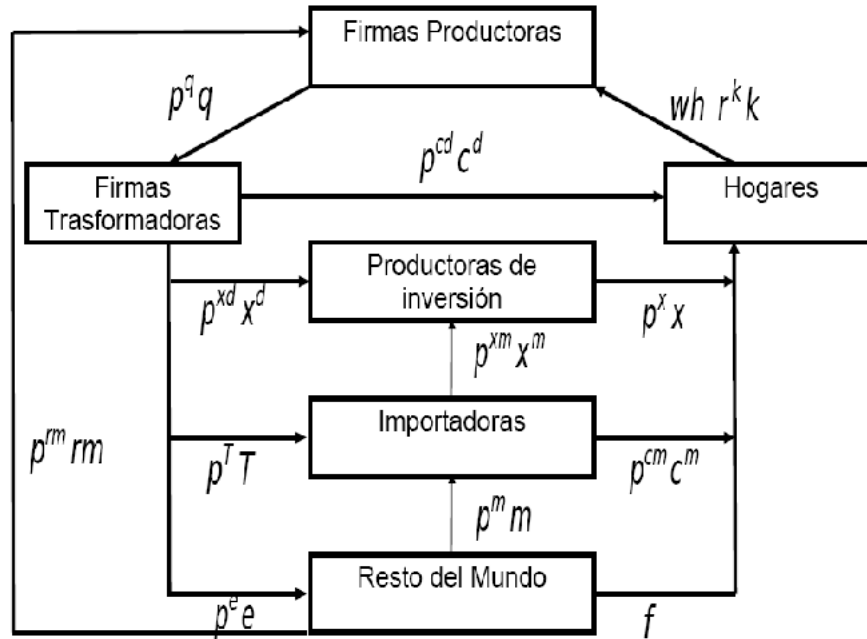 Firmas Productoras
p^q q
wh r^k k
p^cd c^d
Firmas
Trasformadoras
Hogares
Productoras de
inversión
p^xd x^d
p^x x
p^xm x^m
Importadoras
p^rm rm
p^T T
p^cm c^m
p^m m
Resto del Mundo
p^e e
f